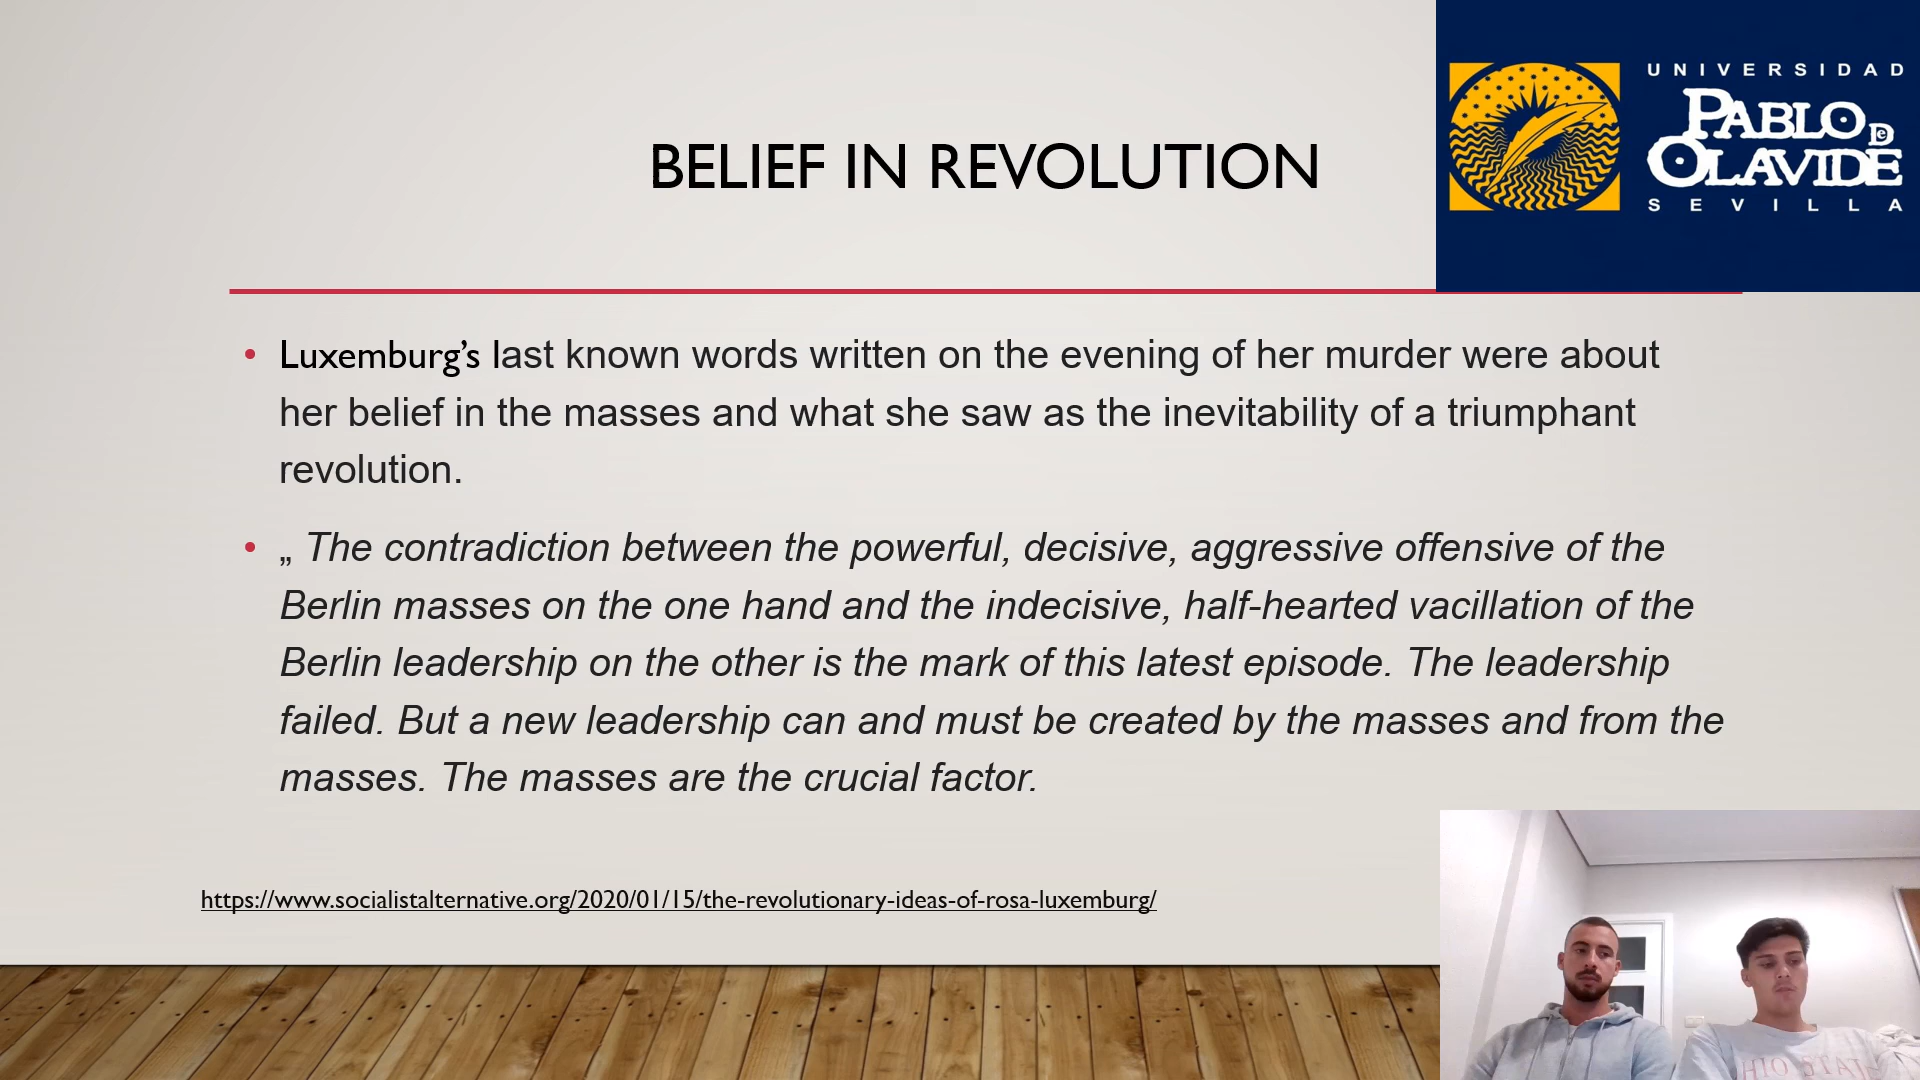 BELIEF IN REVOLUTION
UNIVERSIDAD
PABLO DE
OLAVIDE
SEVILLA
• Luxemburg’s last known words written on the evening of her murder were about
her belief in the masses and what she saw as the inevitability of a triumphant
revolution.
• „ The contradiction between the powerful, decisive, aggressive offensive of the
Berlin masses on the one hand and the indecisive, half-hearted vacillation of the
Berlin leadership on the other is the mark of this latest episode. The leadership
failed. But a new leadership can and must be created by the masses and from the
masses. The masses are the crucial factor.
https://www.socialistalternative.org/2020/01/15/the-revolutionary-ideas-of-rosa-luxemburg/